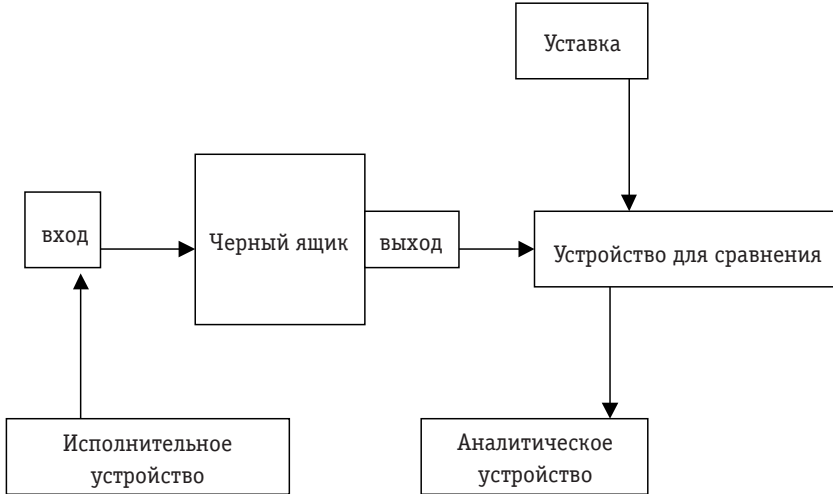 Уставка
вход
Черный ящик
выход
Устройство для сравнения
Исполнительное
устройство
Аналитическое
устройство